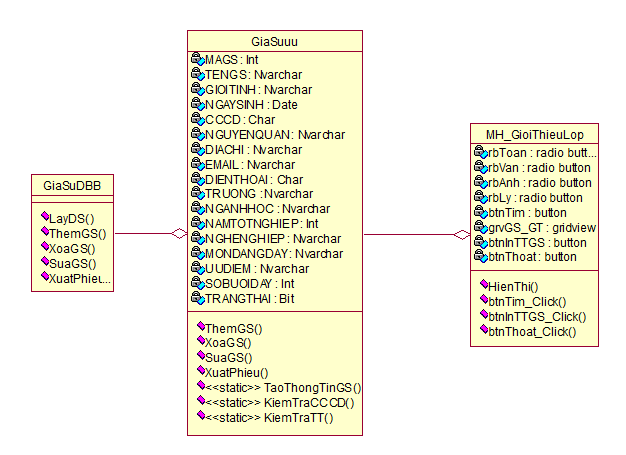 GiaSuDBB
LayDS()
ThemGS()
XoaGS()
SuaGS()
XuatPhieu...
GiaSuuu
MAGS : Int
TENGS : Nvarchar
GIOITINH : Nvarchar
NGAYSINH : Date
CCCD : Char
NGUYENQUAN : Nvarchar
DIACHI : Nvarchar
EMAIL : Nvarchar
DIENTHOAI : Char
TRUONG : Nvarchar
NGANHHOC : Nvarchar
NAMTOTNGHIEP : Int
NGHENGHIEP : Nvarchar
MONDANGDAY : Nvarchar
UUDIEM : Nvarchar
SOBUOIDAY : Int
TRANGTHAI : Bit
ThemGS()
XoaGS()
SuaGS()
XuatPhieu()
<<static>> TaoThongTinGS()
<<static>> KiemTraCCCD()
<<static>> KiemTraTT()
MH_GioiThieuLop
rbToan : radio butt...
rbVan : radio button
rbAnh : radio button
rbLy : radio button
btnTim : button
grvGS_GT : gridview
btnInTTGS : button
btnThoat : button
HienThi()
btnTim_Click()
btnInTTGS_Click()
btnThoat_Click()